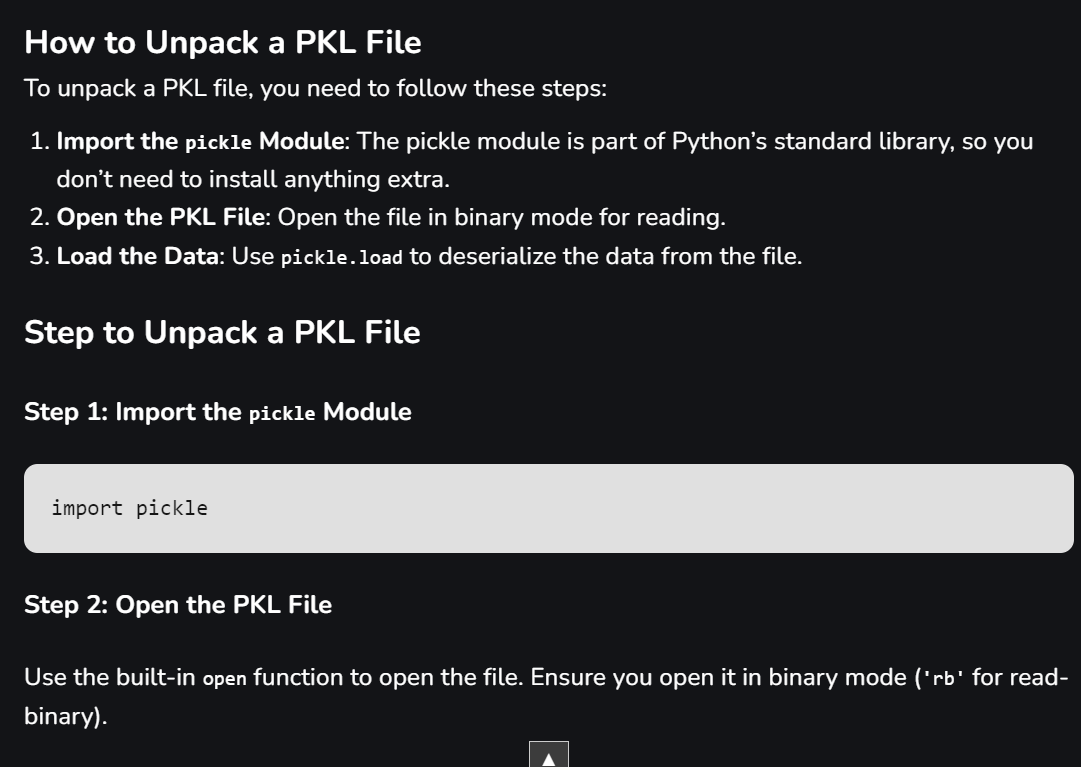 How to Unpack a PKL File
To unpack a PKL file, you need to follow these steps:
1. Import the pickle Module: The pickle module is part of Python’s standard library, so you
don’t need to install anything extra.
2. Open the PKL File: Open the file in binary mode for reading.
3. Load the Data: Use pickle.load to deserialize the data from the file.
Step to Unpack a PKL File
Step 1: Import the pickle Module
import pickle
Step 2: Open the PKL File
Use the built-in open function to open the file. Ensure you open it in binary mode ('rb' for read-
binary).